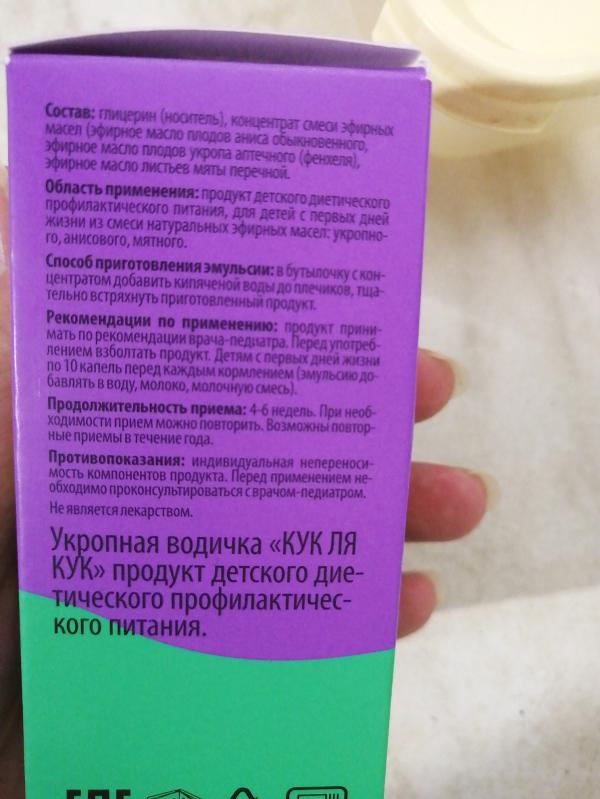 Состав: глицерин (носитель), концентрат смеси эфирных
масел (эфирное масло плодов аниса обыкновенного,
эфирное масло плодов укропа аптечного (фенхеля),
эфирное масло листьев мяты перечной.
Область применения: продукт детского диетического
профилактического питания, для детей с первых дней
жизни из смеси натуральных эфирных масел: укропно-
го, анисового, мятного.
Способ приготовления эмульсии: в бутылочку с кон-
центратом добавить кипяченой воды до плечиков, тща-
тельно встряхнуть приготовленный продукт.
Рекомендации по применению: продукт прини-
мать по рекомендации врача-педиатра. Перед употреб-
лением взболтать продукт. Детям с первых дней жизни
по 10 капель перед каждым кормлением (эмульсию до-
бавлять в воду, молоко, молочную смесь).
Продолжительность приема: 4-6 недель. При необ-
ходимости прием можно повторить. Возможны повтор-
ные приемы в течение года.
Противопоказания: индивидуальная непереноси-
мость компонентов продукта. Перед применением не-
обходимо проконсультироваться с врачом-педиатром.
Не является лекарством.
Укропная водичка «КУК ЛЯ
КУК» продукт детского дие-
тического профилактичес-
кого питания.